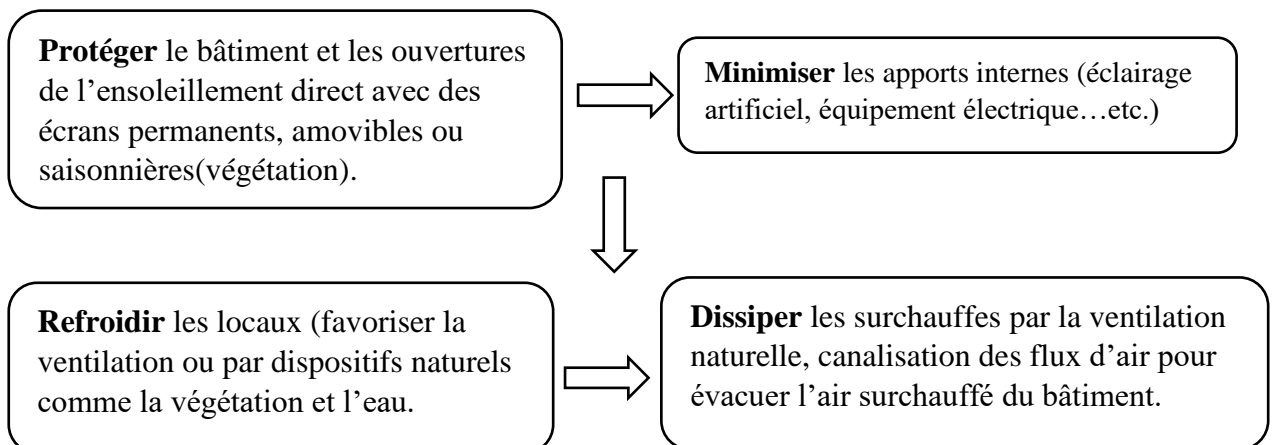 Protéger le bâtiment et les ouvertures
de l’ensoleillement direct avec des
écrans permanents, amovibles ou
saisonnières(végétation).
Minimiser les apports internes (éclairage
artificiel, équipement électrique…etc.)
Refroidir les locaux (favoriser la
ventilation ou par dispositifs naturels
comme la végétation et l’eau.
Dissiper les surchauffes par la ventilation
naturelle, canalisation des flux d’air pour
évacuer l’air surchauffé du bâtiment.